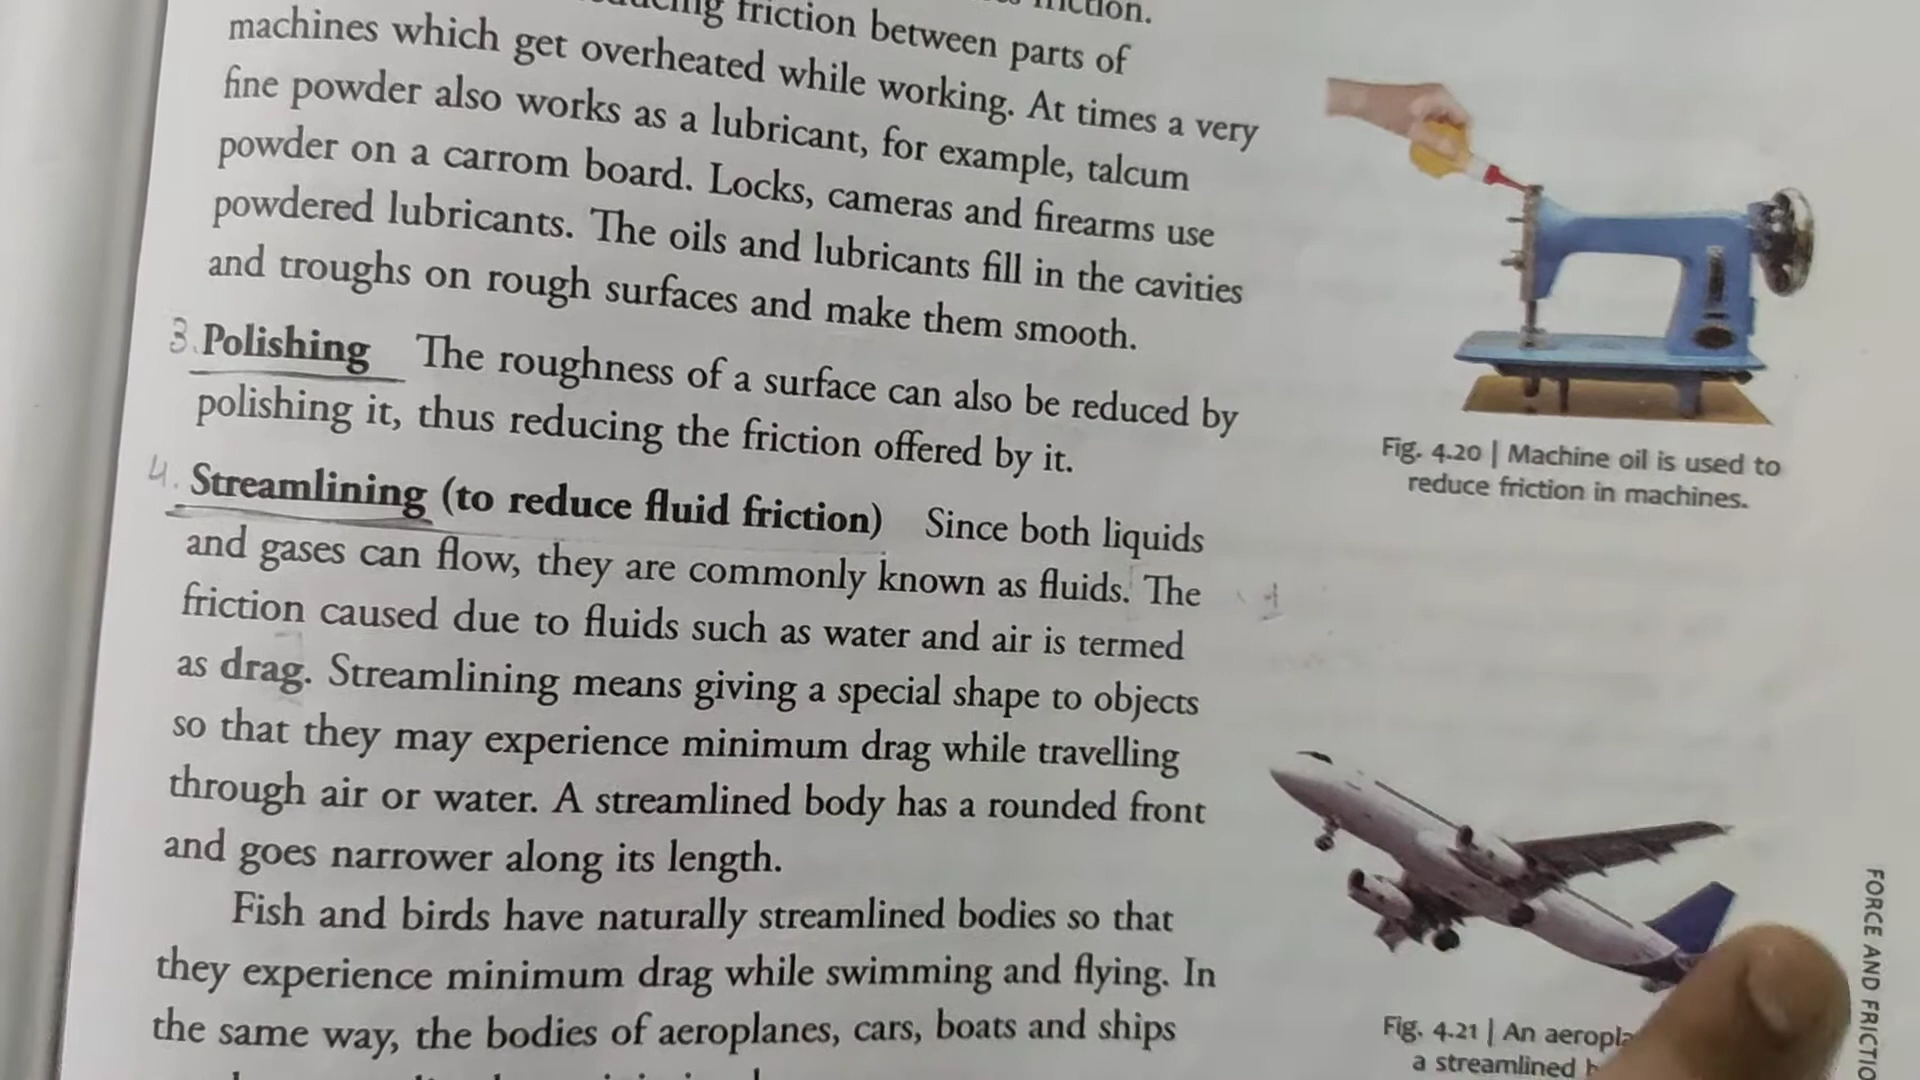 friction.
friction between parts of
machines which get overheated while working. At times a very
fine powder also works as a lubricant, for example, talcum
powder on a carrom board. Locks, cameras and firearms use
powdered lubricants. The oils and lubricants fill in the cavities
and troughs on rough surfaces and make them smooth.
3. Polishing The roughness of a surface can also be reduced by
polishing it, thus reducing the friction offered by it.
4. Streamlining (to reduce fluid friction) Since both liquids
and gases can flow, they are commonly known as fluids. The
friction caused due to fluids such as water and air is termed
as drag. Streamlining means giving a special shape to objects
so that they may experience minimum drag while travelling
through air or water. A streamlined body has a rounded front
and goes narrower along its length.
Fish and birds have naturally streamlined bodies so that
they experience minimum drag while swimming and flying. In
the same way, the bodies of aeroplanes, cars, boats and ships
Fig. 4.20 | Machine oil is used to
reduce friction in machines.
Fig. 4.21 | An aeropla
a streamlined b
FORCE AND FRICTIO